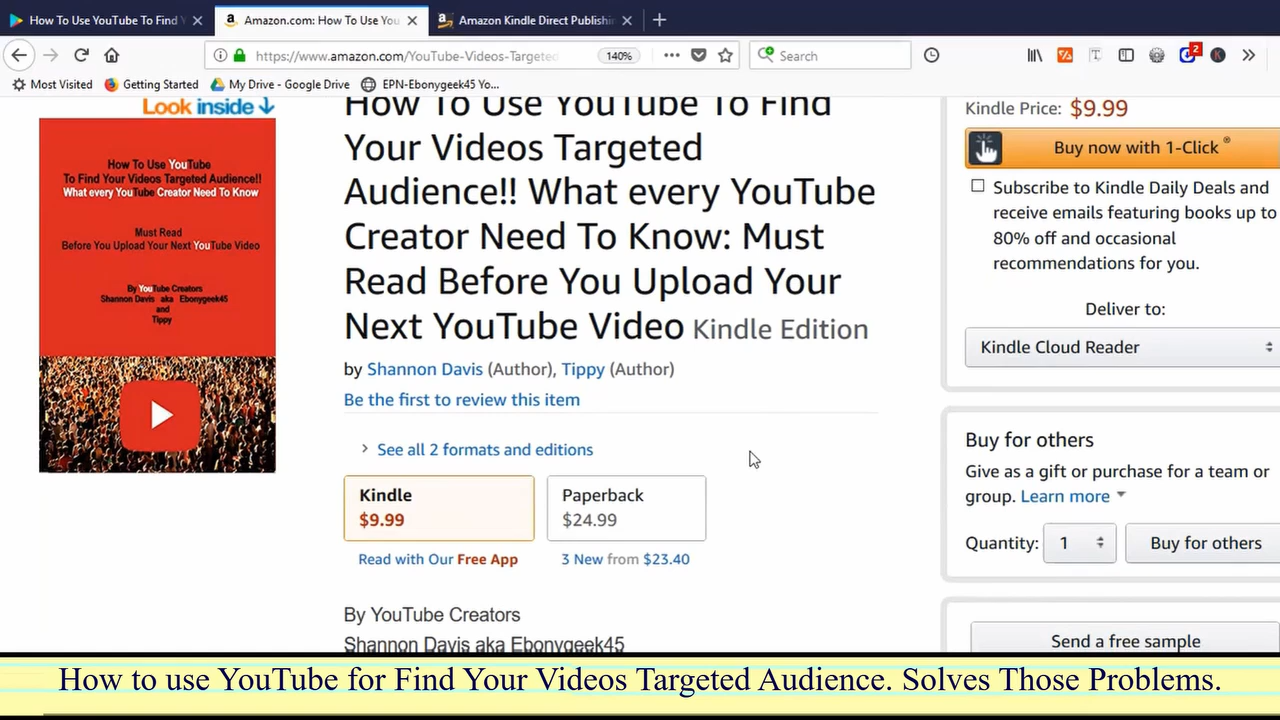 How To Use YouTube To Find Y
Amazon.com: How To Use You
Amazon Kindle Direct Publishin
https://www.amazon.com/YouTube-Videos-Targeted
140%
Search
2
K
Most Visited
Getting Started
My Drive - Google Drive
EPN-Ebonygeek45 Yo...
Look inside
How To Use YouTube
To Find Your Videos Targeted Audience!!
What every YouTube Creator Need To Know
Must Read
Before You Upload Your Next YouTube Video
By YouTube Creators
Shannon Davis aka Ebonygeek45
and
Tippy
How To Use YouTube To Find
Your Videos Targeted
Audience!! What every YouTube
Creator Need To Know: Must
Read Before You Upload Your
Next YouTube Video Kindle Edition
by Shannon Davis (Author), Tippy (Author)
Be the first to review this item
See all 2 formats and editions
Kindle
$9.99
Paperback
$24.99
Read with Our Free App
3 New from $23.40
By YouTube Creators
Shannon Davis aka Ebonygeek45
Kindle Price: $9.99
Buy now with 1-Click ®
Subscribe to Kindle Daily Deals and
receive emails featuring books up to
80% off and occasional
recommendations for you.
Deliver to:
Kindle Cloud Reader
Buy for others
Give as a gift or purchase for a team or
group. Learn more
Quantity: 1
Buy for others
Send a free sample
How to use YouTube for Find Your Videos Targeted Audience. Solves Those Problems.